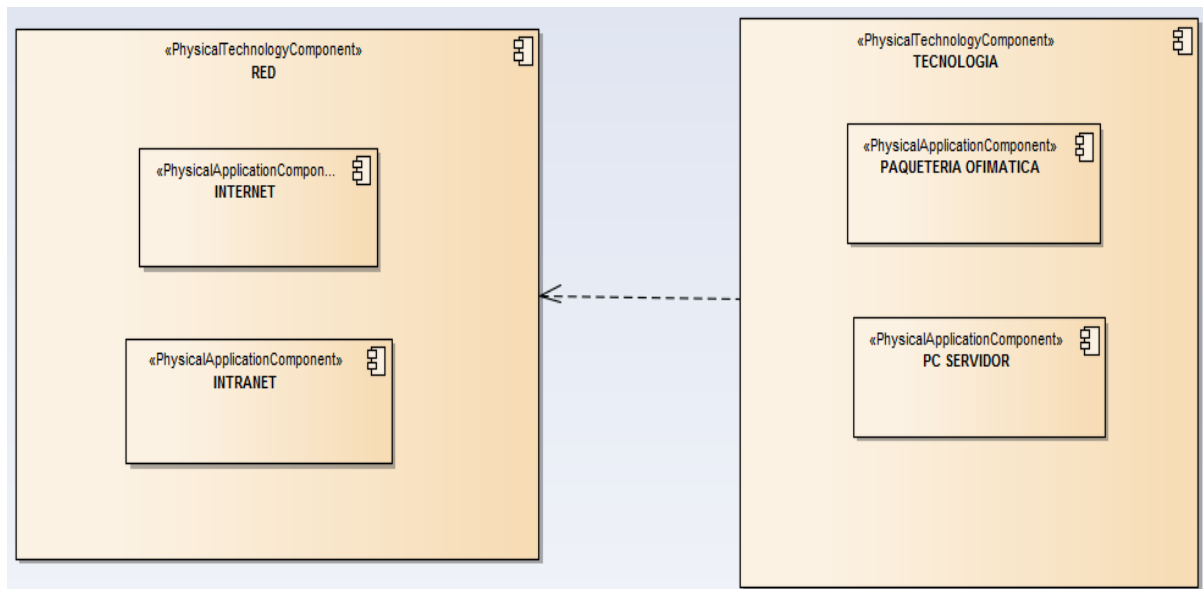 «PhysicalTechnologyComponent»
RED
«PhysicalApplicationCompon...
INTERNET
«PhysicalApplicationComponent»
INTRANET
«PhysicalTechnologyComponent»
TECNOLOGIA
«PhysicalApplicationComponent»
PAQUETERIA OFIMATICA
«PhysicalApplicationComponent»
PC SERVIDOR